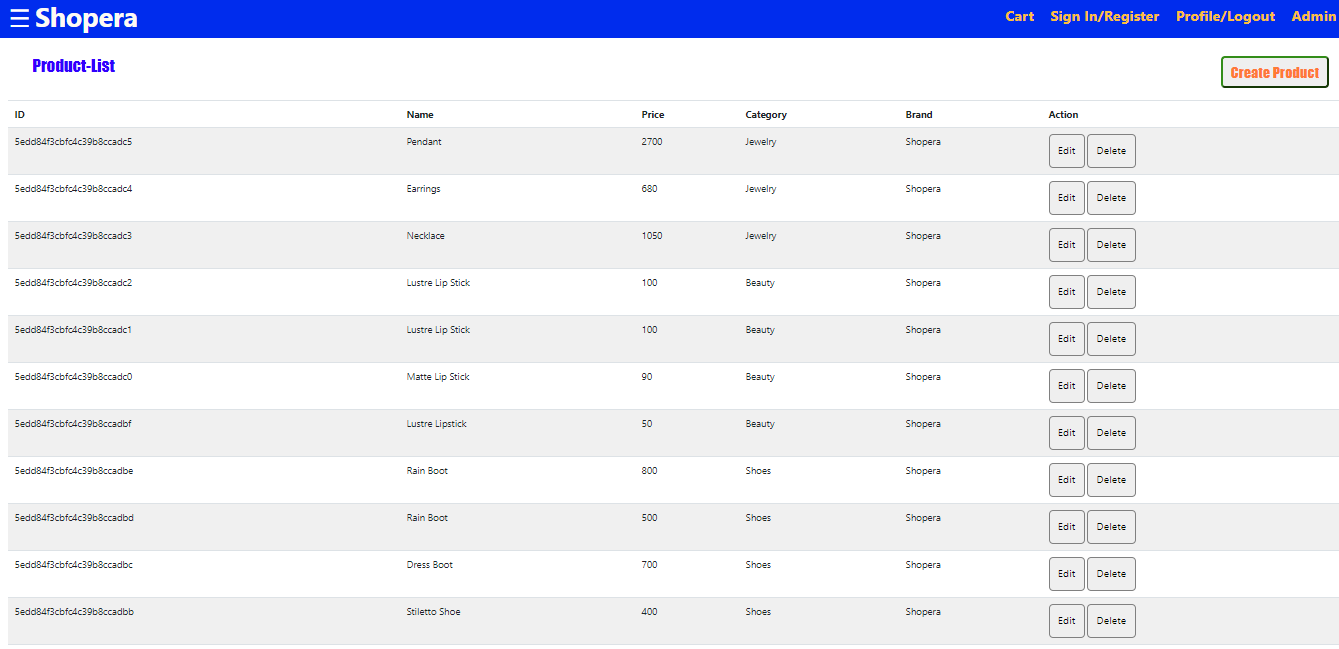 ☰ Shopera Cart Sign In/Register Profile/Logout Admin
Product-List
Create Product
ID Name Price Category Brand Action
5edd84f3cbfc4c39b8ccadc5 Pendant 2700 Jewelry Shopera Edit Delete
5edd84f3cbfc4c39b8ccadc4 Earrings 680 Jewelry Shopera Edit Delete
5edd84f3cbfc4c39b8ccadc3 Necklace 1050 Jewelry Shopera Edit Delete
5edd84f3cbfc4c39b8ccadc2 Lustre Lip Stick 100 Beauty Shopera Edit Delete
5edd84f3cbfc4c39b8ccadc1 Lustre Lip Stick 100 Beauty Shopera Edit Delete
5edd84f3cbfc4c39b8ccadc0 Matte Lip Stick 90 Beauty Shopera Edit Delete
5edd84f3cbfc4c39b8ccadbf Lustre Lipstick 50 Beauty Shopera Edit Delete
5edd84f3cbfc4c39b8ccadbe Rain Boot 800 Shoes Shopera Edit Delete
5edd84f3cbfc4c39b8ccadbd Rain Boot 500 Shoes Shopera Edit Delete
5edd84f3cbfc4c39b8ccadbc Dress Boot 700 Shoes Shopera Edit Delete
5edd84f3cbfc4c39b8ccadbb Stiletto Shoe 400 Shoes Shopera Edit Delete